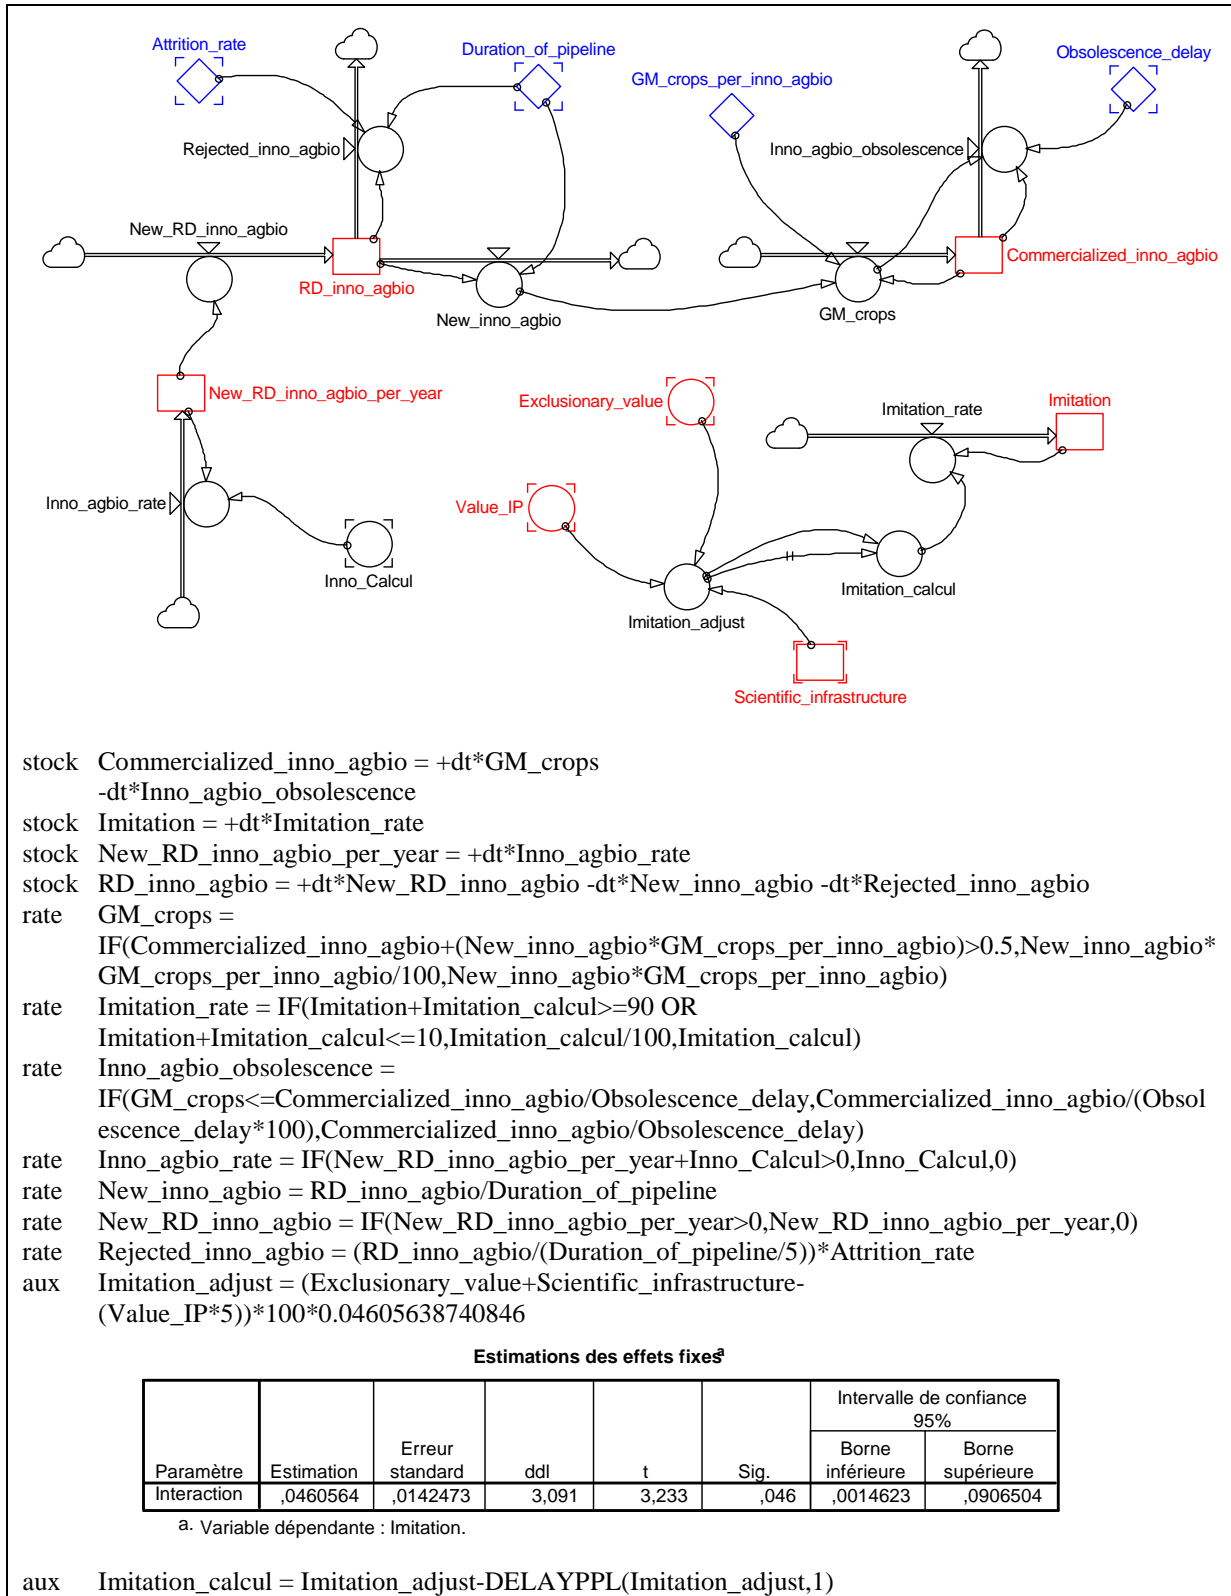 Attrition_rate
Duration_of_pipeline
GM_crops_per_inno_agbio
Obsolescence_delay
Rejected_inno_agbio
Inno_agbio_obsolescence
New_RD_inno_agbio
RD_inno_agbio
New_inno_agbio
GM_crops
Commercialized_inno_agbio
New_RD_inno_agbio_per_year
Exclusionary_value
Imitation_rate
Imitation
Inno_agbio_rate
Value_IP
Inno_Calcul
Imitation_calcul
Imitation_adjust
Scientific_infrastructure
stock Commercialized_inno_agbio = +dt*GM_crops
-dt*Inno_agbio_obsolescence
stock Imitation = +dt*Imitation_rate
stock New_RD_inno_agbio_per_year = +dt*Inno_agbio_rate
stock RD_inno_agbio = +dt*New_RD_inno_agbio -dt*New_inno_agbio -dt*Rejected_inno_agbio
rate GM_crops =
IF(Commercialized_inno_agbio+(New_inno_agbio*GM_crops_per_inno_agbio)>0.5,New_inno_agbio*
GM_crops_per_inno_agbio/100,New_inno_agbio*GM_crops_per_inno_agbio)
rate Imitation_rate = IF(Imitation+Imitation_calcul>=90 OR
Imitation+Imitation_calcul<=10,Imitation_calcul/100,Imitation_calcul)
rate Inno_agbio_obsolescence =
IF(GM_crops<=Commercialized_inno_agbio/Obsolescence_delay,Commercialized_inno_agbio/(Obsol
escence_delay*100),Commercialized_inno_agbio/Obsolescence_delay)
rate Inno_agbio_rate = IF(New_RD_inno_agbio_per_year+Inno_Calcul>0,Inno_Calcul,0)
rate New_inno_agbio = RD_inno_agbio/Duration_of_pipeline
rate New_RD_inno_agbio = IF(New_RD_inno_agbio_per_year>0,New_RD_inno_agbio_per_year,0)
rate Rejected_inno_agbio = (RD_inno_agbio/(Duration_of_pipeline/5))*Attrition_rate
aux Imitation_adjust = (Exclusionary_value+Scientific_infrastructure-
(Value_IP*5))*100*0.04605638740846
Estimations des effets fixes a
Intervalle de confiance
95%
Paramètre Estimation Erreur standard ddl t Sig. Borne inférieure Borne supérieure
Interaction ,0460564 ,0142473 3,091 3,233 ,046 ,0014623 ,0906504
a. Variable dépendante : Imitation.
aux Imitation_calcul = Imitation_adjust-DELAYPPL(Imitation_adjust,1)